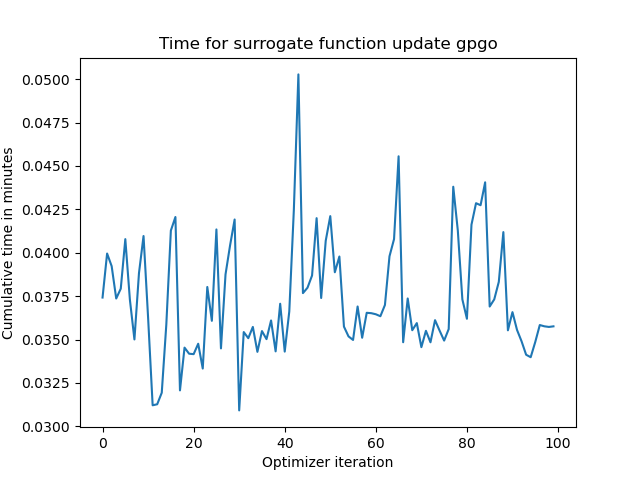 Time for surrogate function update gpgo
Cumulative time in minutes
0.0500
0.0475
0.0450
0.0425
0.0400
0.0375
0.0350
0.0325
0.0300
0 20 40 60 80 100
Optimizer iteration